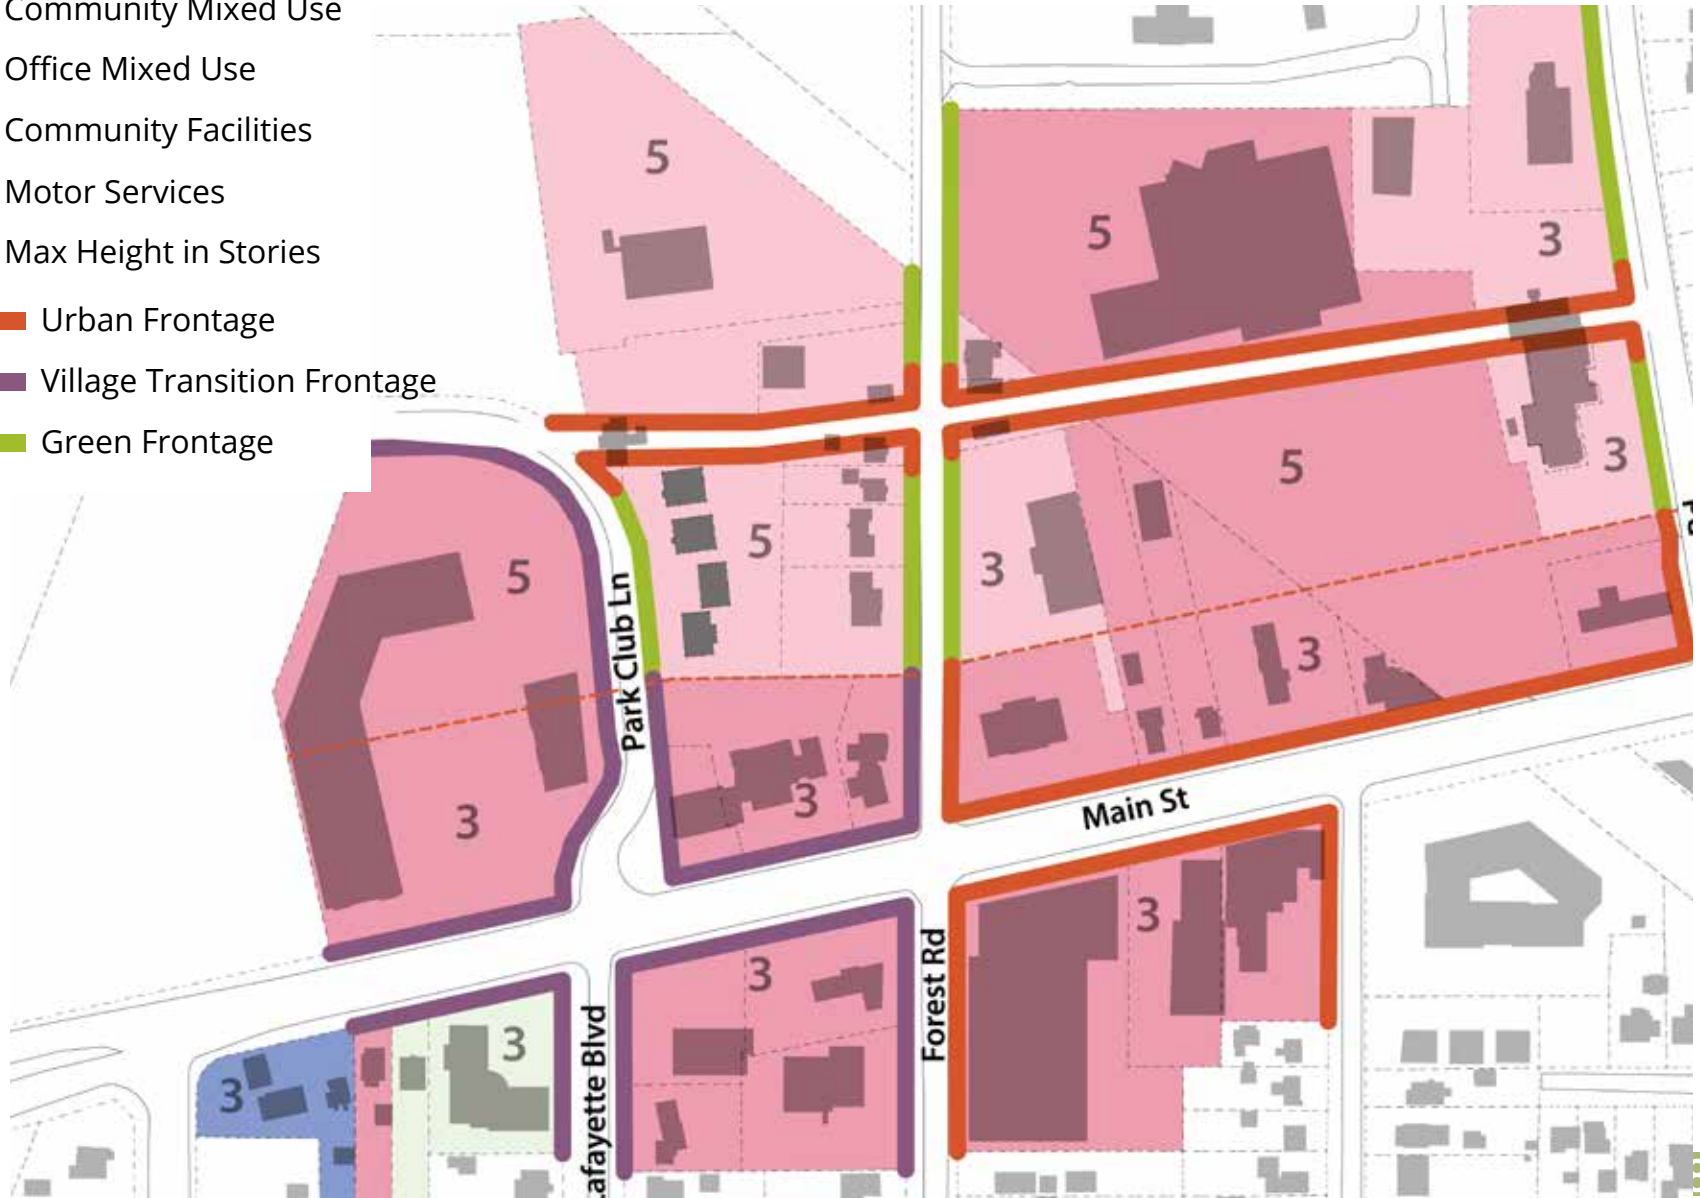 Community Mixed Use
Office Mixed Use
Community Facilities
Motor Services
Max Height in Stories
Urban Frontage
Village Transition Frontage
Green Frontage
5
5
3
5
3
5
5
3
Park Club Ln
3
3
3
Main St
3
3
Forest Rd
3
Lafayette Blvd
3